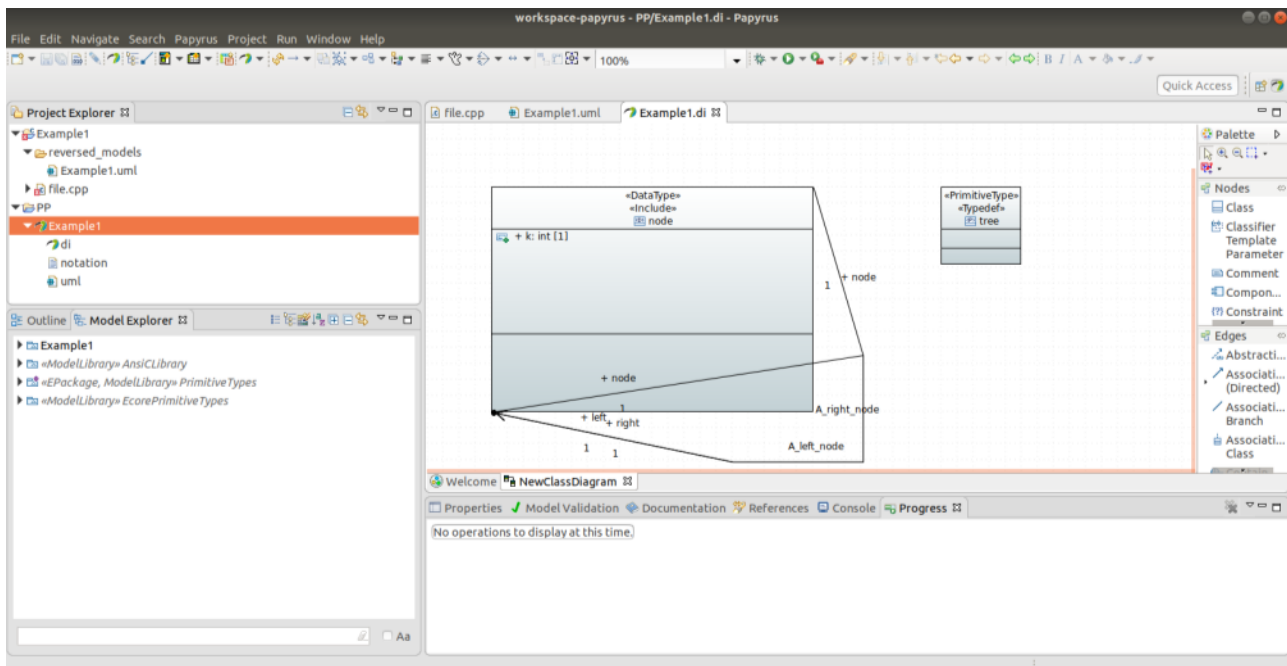 workspace-papyrus - PP/Example1.di - Papyrus
File Edit Navigate Search Papyrus Project Run Window Help
100%
B I A
Quick Access
Project Explorer
Example1
reversed_models
Example1.uml
file.cpp
PP
Example1
di
notation
uml
Outline Model Explorer
Example1
«ModelLibrary» AnsiCLibrary
«EPackage, ModelLibrary» PrimitiveTypes
«ModelLibrary» EcorePrimitiveTypes
Aa
file.cpp Example1.uml Example1.di
«DataType»
«Include»
node
+ k: int [1]
«PrimitiveType»
«Typedef»
tree
+ node
1
+ node
1
+ left
+ right
A_right_node
1
1
A_left_node
Palette
Nodes
Class
Classifier
Template
Parameter
Comment
Compon...
Constraint
Edges
Abstracti...
Associati...
(Directed)
Associati...
Branch
Associati...
Class
Welcome NewClassDiagram
Properties Model Validation Documentation References Console Progress
No operations to display at this time.